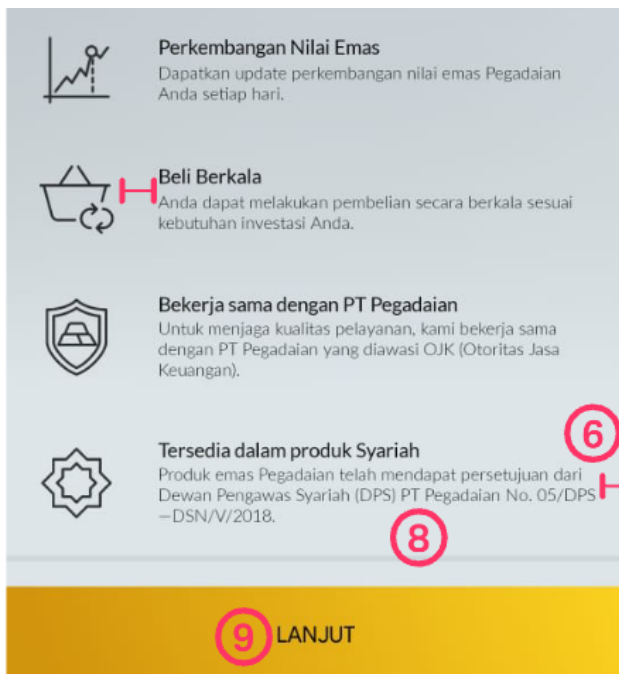 Perkembangan Nilai Emas
Dapatkan update perkembangan nilai emas Pegadaian
Anda setiap hari.
Beli Berkala
Anda dapat melakukan pembelian secara berkala sesuai
kebutuhan investasi Anda.
Bekerja sama dengan PT Pegadaian
Untuk menjaga kualitas pelayanan, kami bekerja sama
dengan PT Pegadaian yang diawasi OJK (Otoritas Jasa
Keuangan).
6
Tersedia dalam produk Syariah
Produk emas Pegadaian telah mendapat persetujuan dari
Dewan Pengawas Syariah (DPS) PT Pegadaian No. 05/DPS
—DSN/V/2018.
8
9 LANJUT